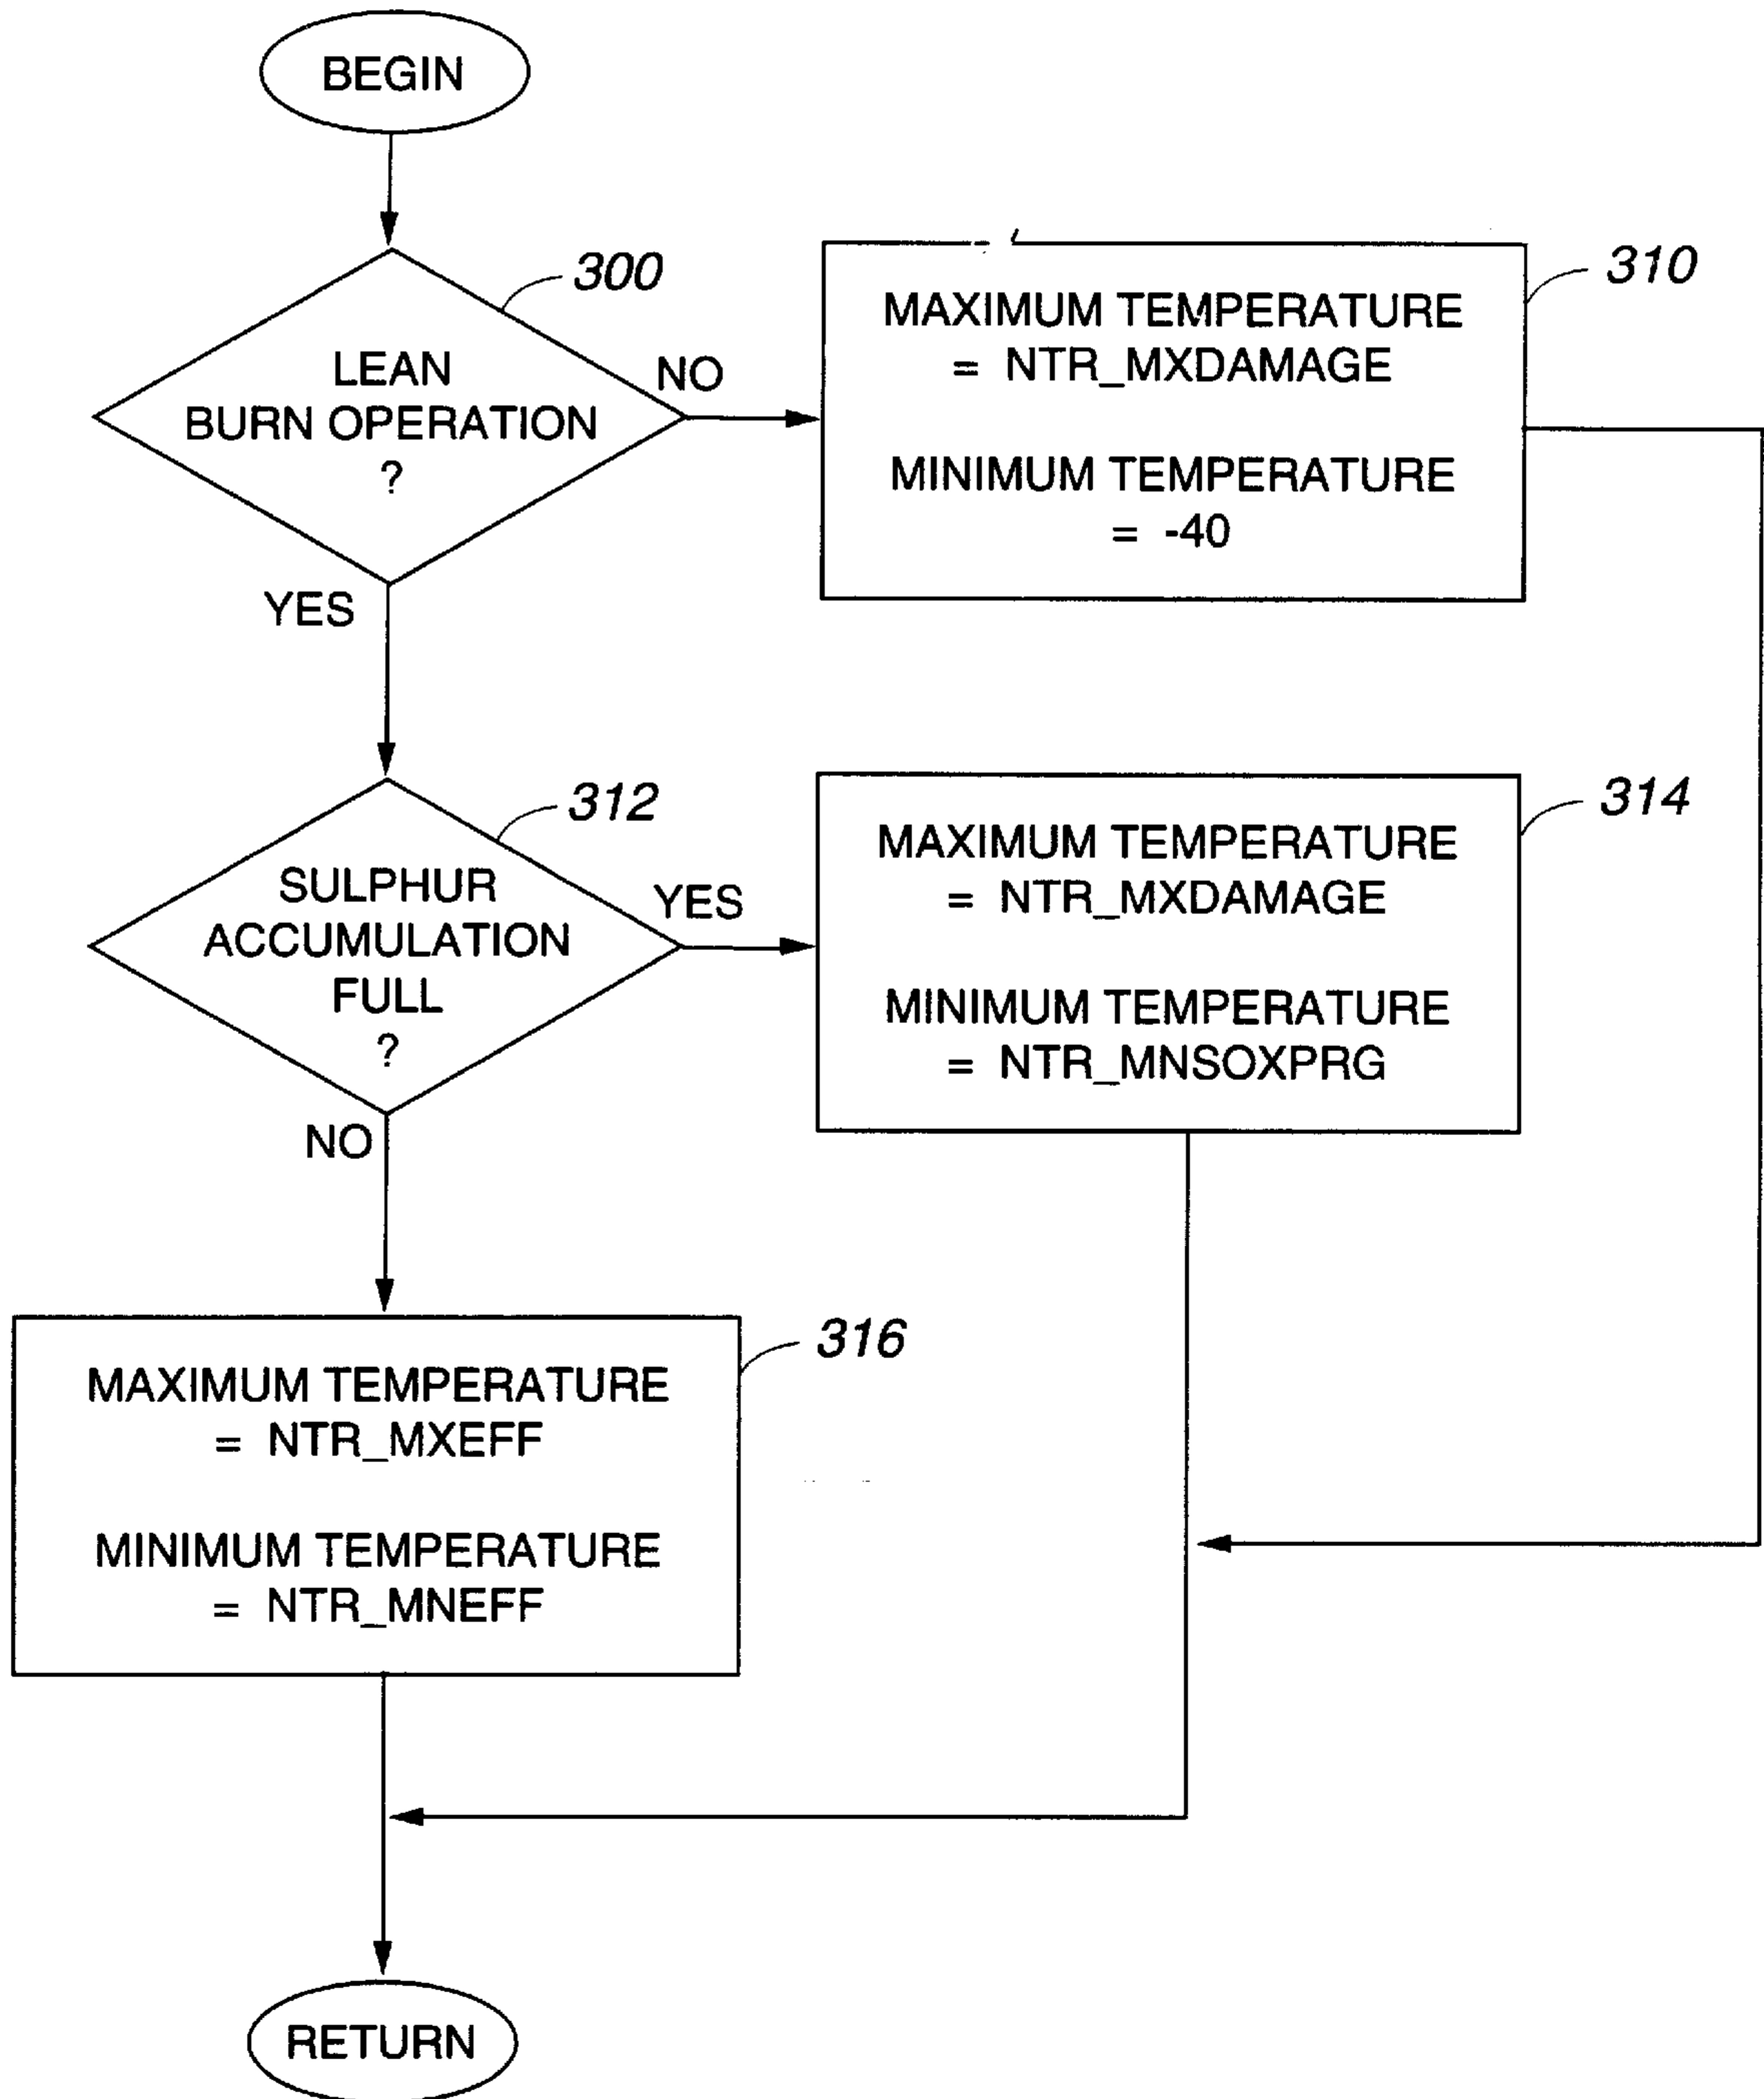 BEGIN
300
LEAN
BURN OPERATION
?
NO
YES
310
MAXIMUM TEMPERATURE
= NTR_MXDAMAGE
MINIMUM TEMPERATURE
= -40
312
SULPHUR
ACCUMULATION
FULL
?
YES
NO
314
MAXIMUM TEMPERATURE
= NTR_MXDAMAGE
MINIMUM TEMPERATURE
= NTR_MNSOXPRG
316
MAXIMUM TEMPERATURE
= NTR_MXEFF
MINIMUM TEMPERATURE
= NTR_MNEFF
RETURN